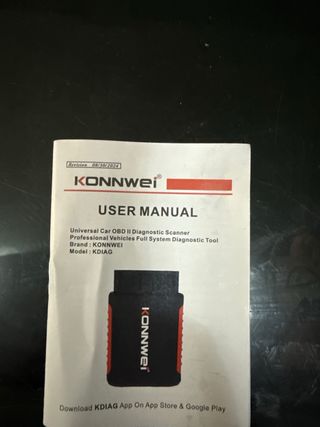 Revision 08/30/2024
KONNWEI®
USER MANUAL
Universal Car OBD II Diagnostic Scanner
Professional Vehicles Full System Diagnostic Tool
Brand : KONNWEI
Model : KDIAG
KONNWEI
Download KDIAG App On App Store & Google Play